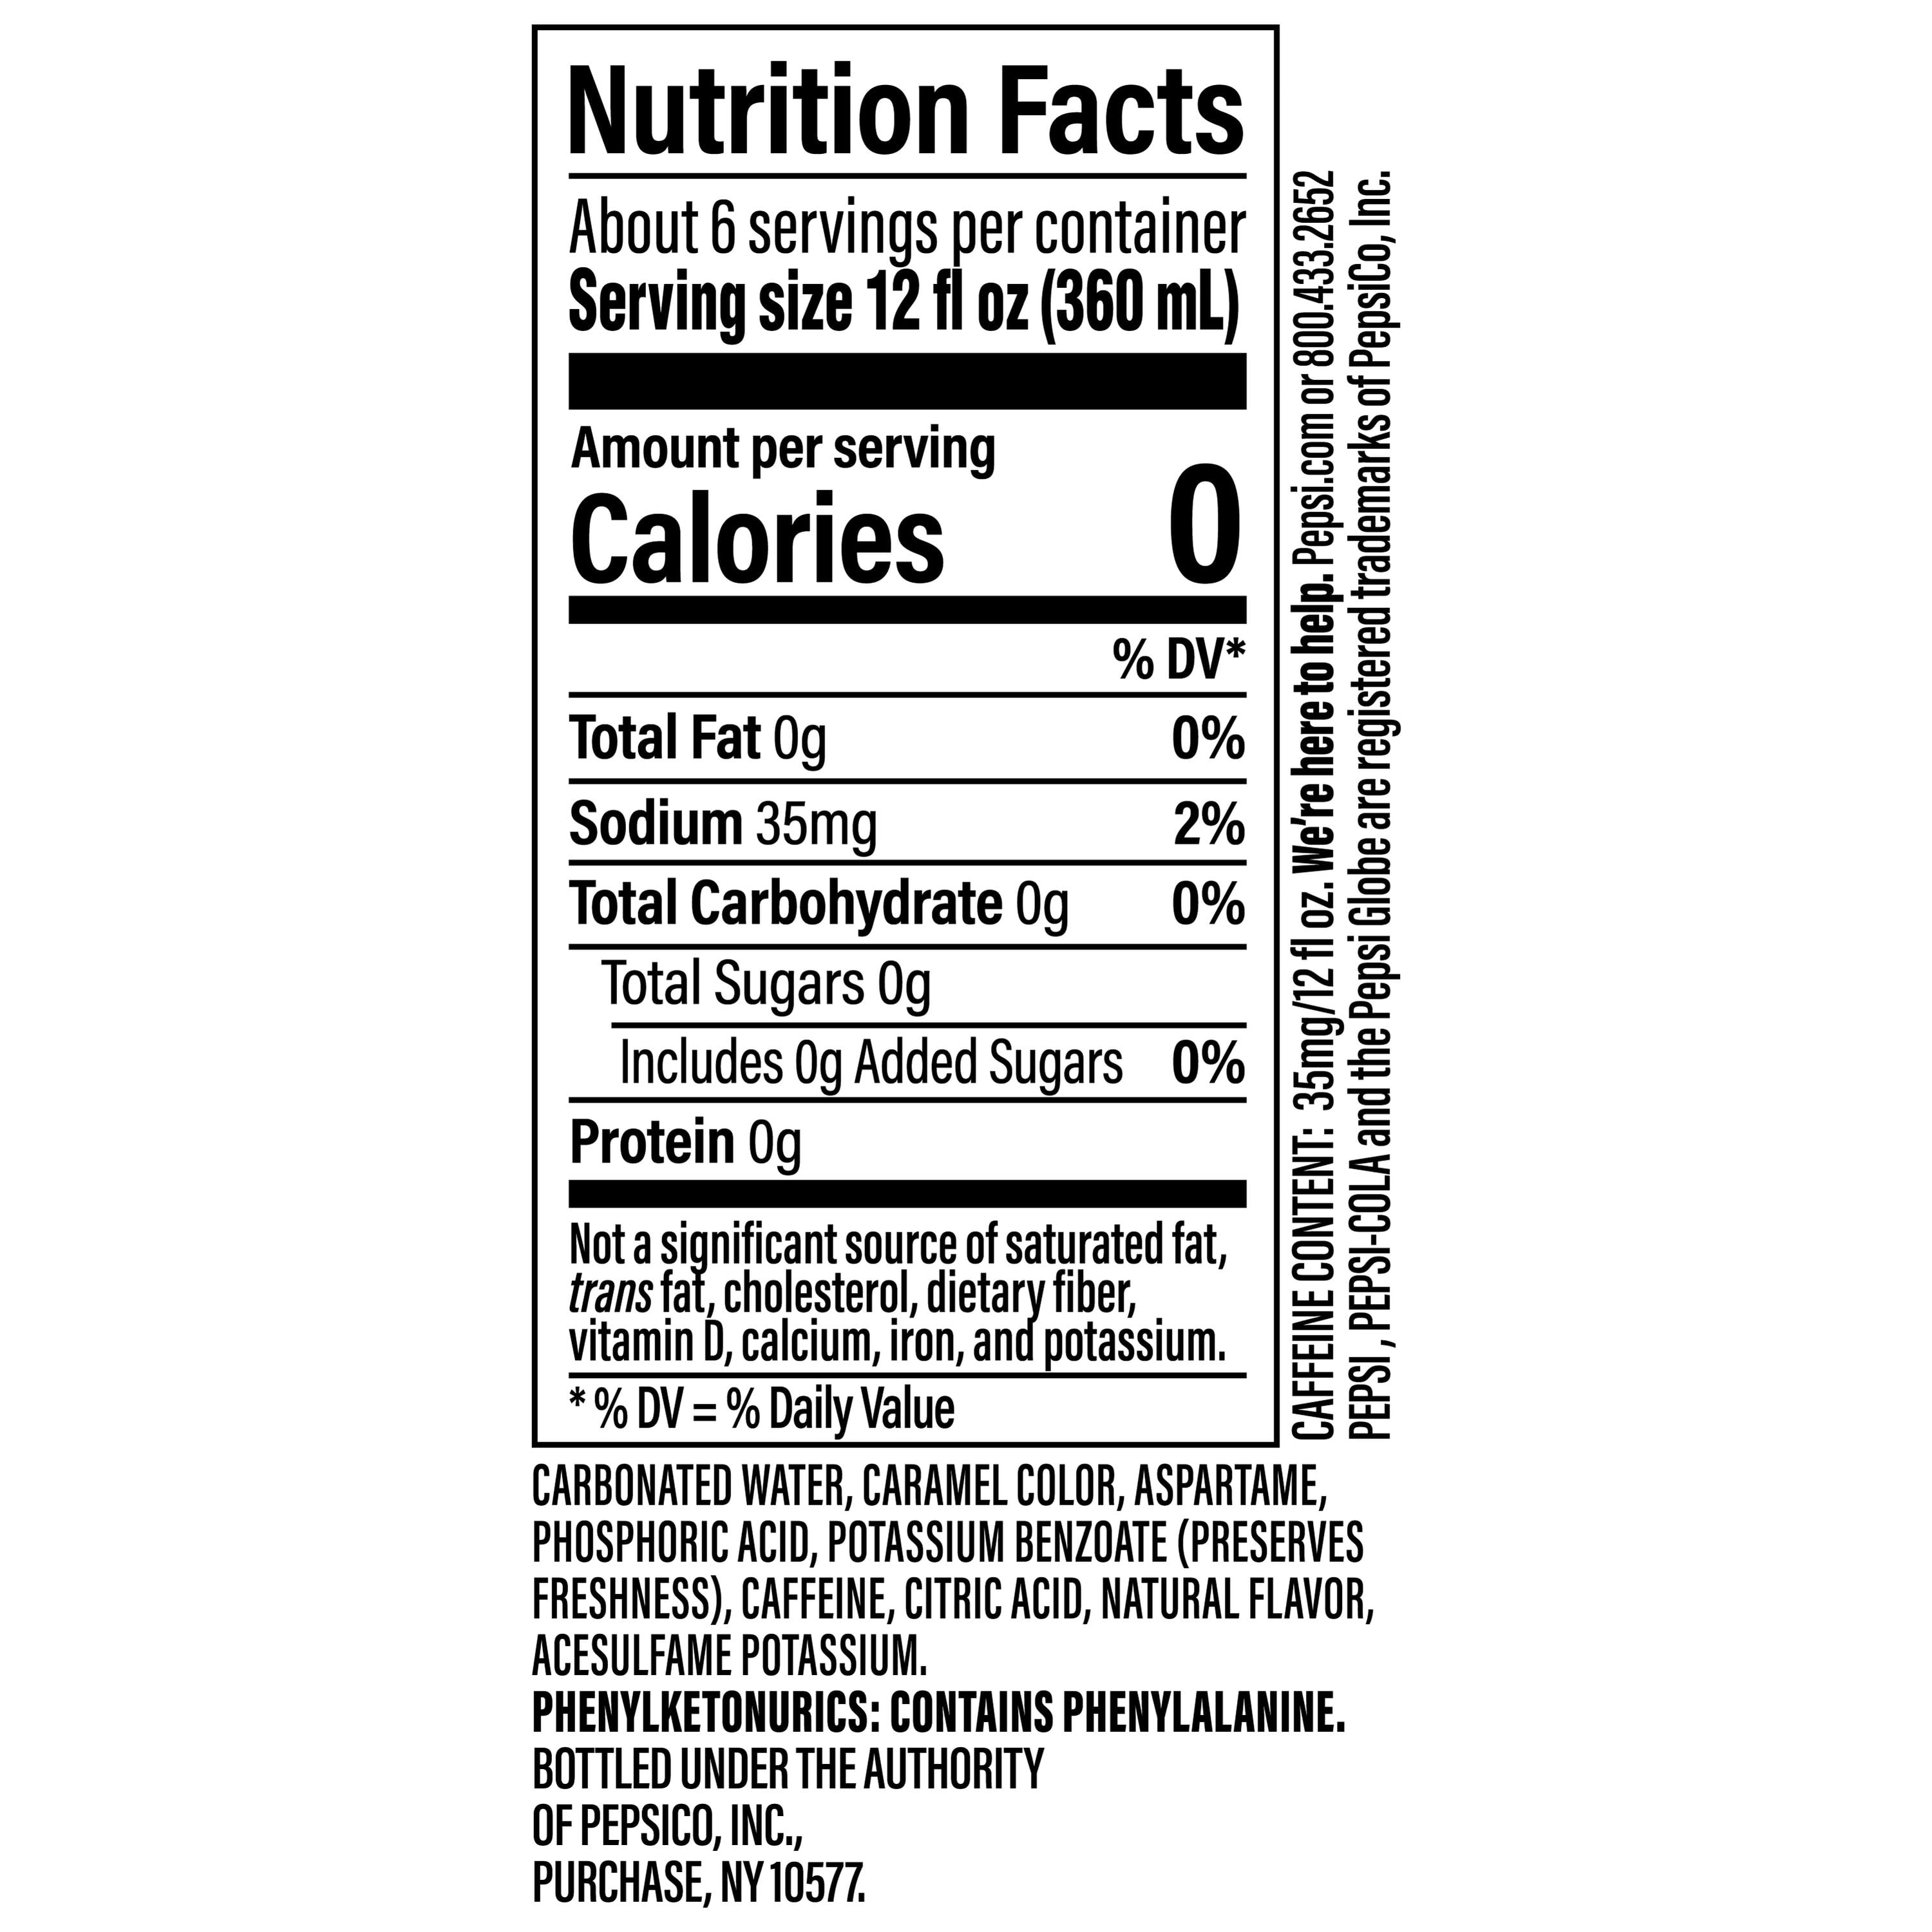 Nutrition Facts
About 6 servings per container
Serving size 12 fl oz (360 mL)
Amount per serving
Calories 0
% DV*
Total Fat 0g 0%
Sodium 35mg 2%
Total Carbohydrate 0g 0%
Total Sugars 0g
Includes 0g Added Sugars 0%
Protein 0g
Not a significant source of saturated fat,
trans fat, cholesterol, dietary fiber,
vitamin D, calcium, iron, and potassium.
* % DV = % Daily Value
CAFFEINE CONTENT: 35mg/12 fl oz. We're here to help. Pepsi.com or 800.433.2652
PEPSI , PEPSI-COLA and the Pepsi Globe are registered trademarks of PepsiCo, Inc.
CARBONATED WATER, CARAMEL COLOR, ASPARTAME,
PHOSPHORIC ACID, POTASSIUM BENZOATE (PRESERVES
FRESHNESS), CAFFEINE, CITRIC ACID, NATURAL FLAVOR,
ACESULFAME POTASSIUM.
PHENYLKETONURICS: CONTAINS PHENYLALANINE.
BOTTLED UNDER THE AUTHORITY
OF PEPSICO, INC.,
PURCHASE, NY 10577.